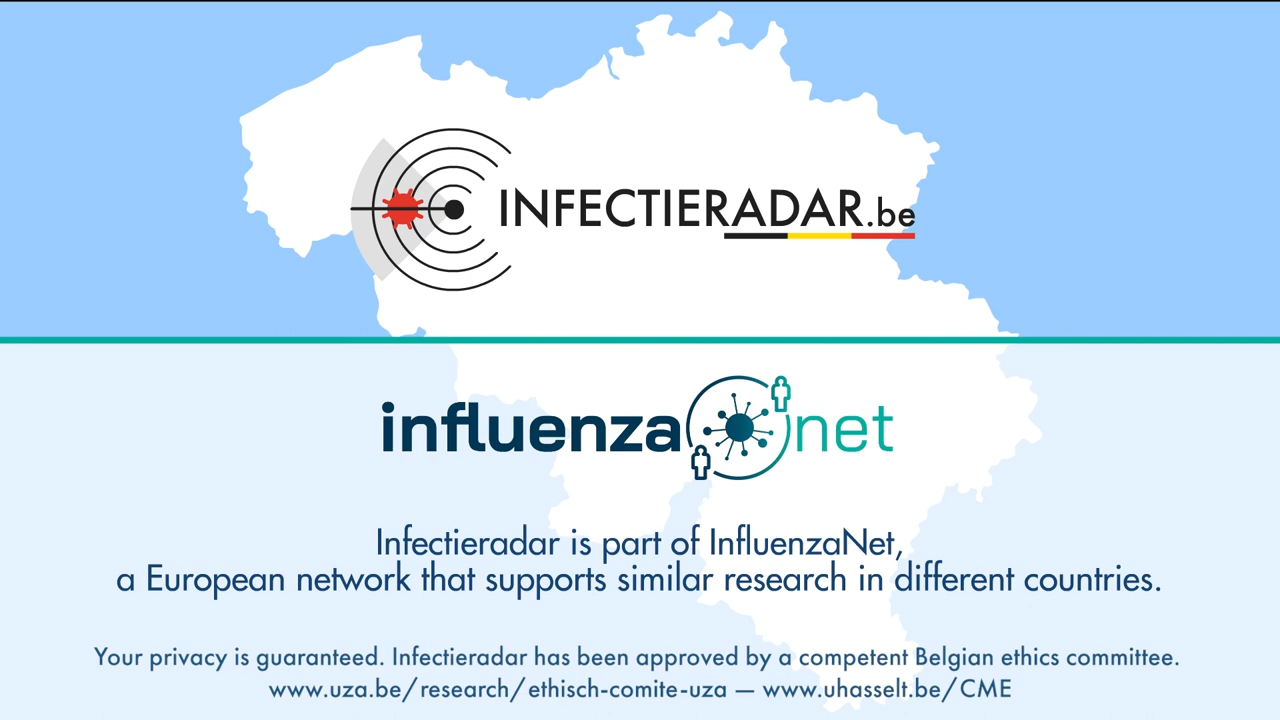 INFECTIERADAR.be
influenzanet
Infectieradar is part of InfluenzaNet,
a European network that supports similar research in different countries.
Your privacy is guaranteed. Infectieradar has been approved by a competent Belgian ethics committee.
www.uza.be/research/ethisch-comite-uza — www.uhasselt.be/CME